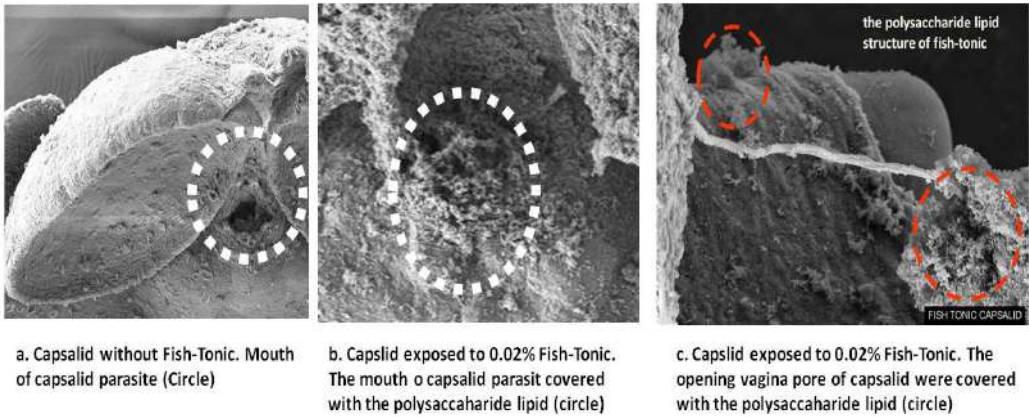 the polysaccharide lipid
structure of fish-tonic
FISH TONIC CAPSALID
a. Capsalid without Fish-Tonic. Mouth
of capsalid parasite (Circle)
b. Capslid exposed to 0.02% Fish-Tonic.
The mouth o capsalid parasit covered
with the polysaccaharide lipid (circle)
c. Capslid exposed to 0.02% Fish-Tonic. The
opening vagina pore of capsalid were covered
with the polysaccaharide lipid (circle)